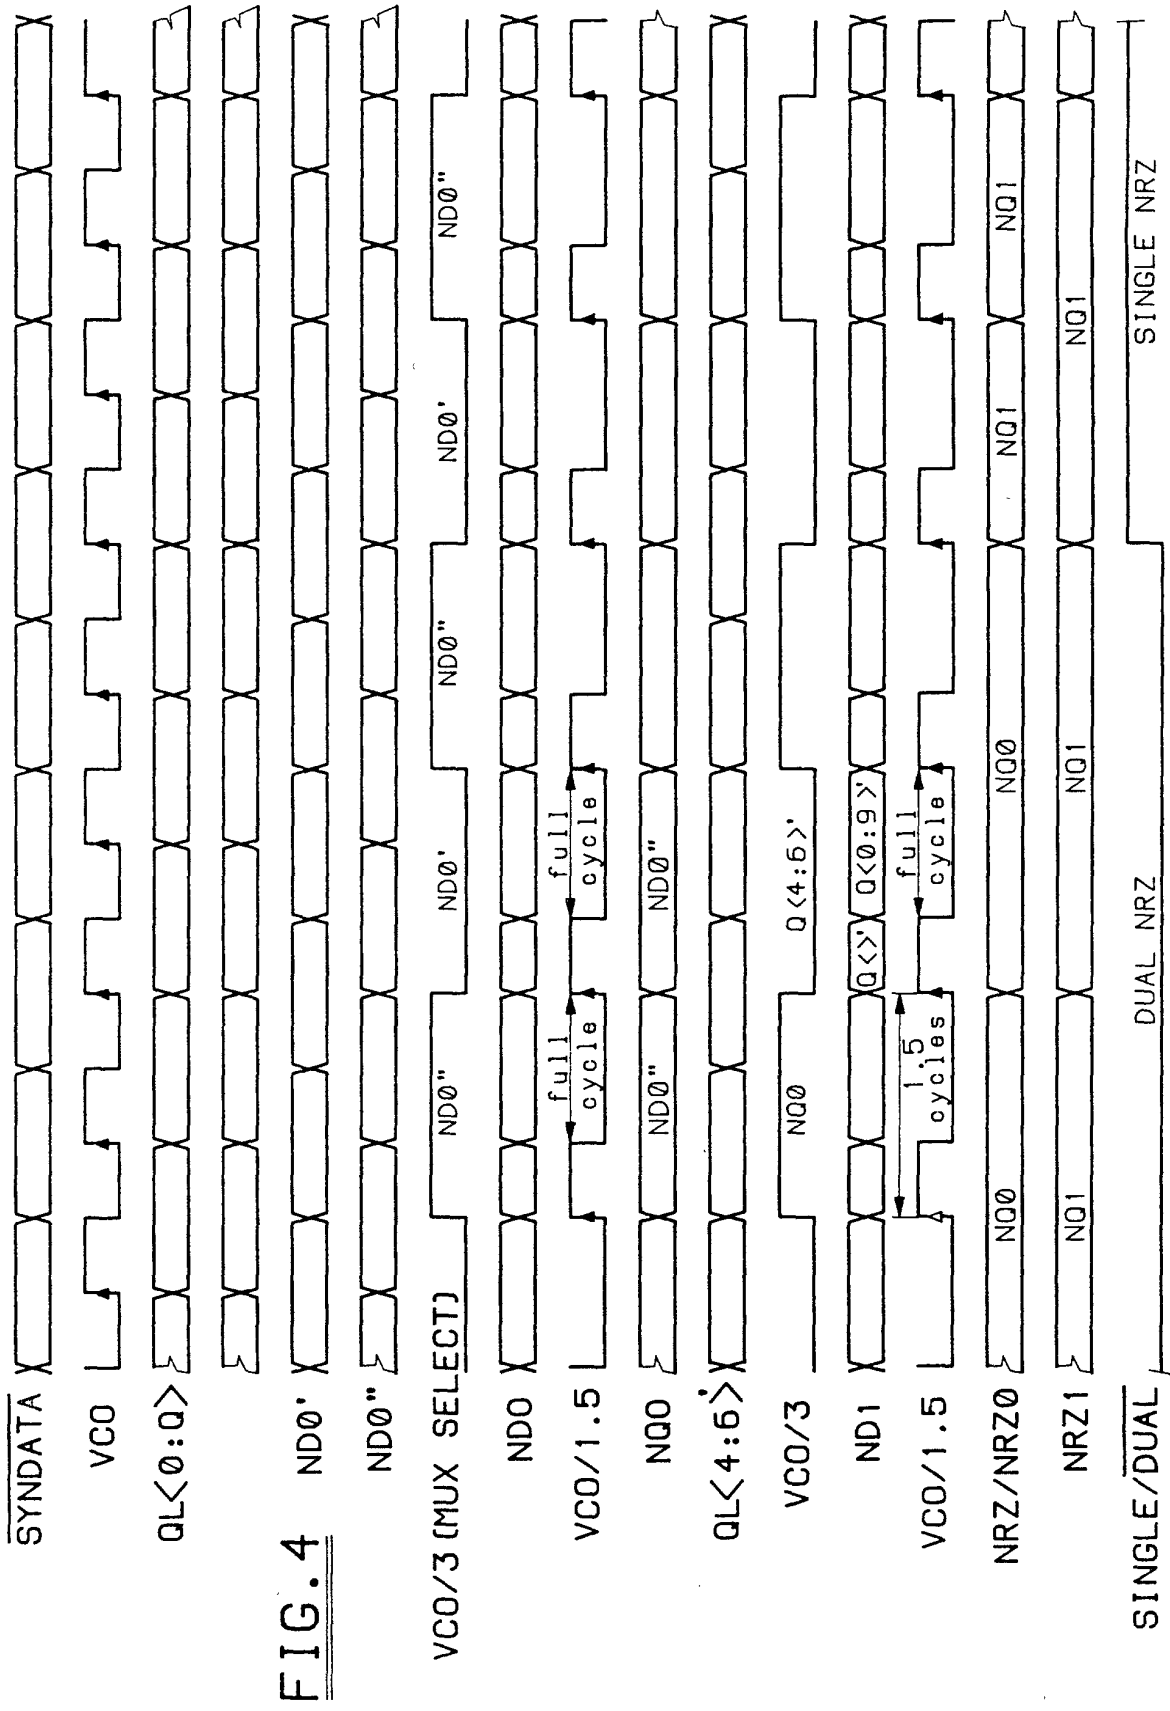 SYNDATA
VCO
QL<0:Q>
ND0'
ND0"
VCO/3 (MUX SELECT)
ND0" ND0' ND0" ND0' ND0"
NDO
VCO/1.5
full cycle full cycle
NQO
ND0" ND0"
QL<4:6>'
VCO/3
NQ0 Q<4:6>'
ND1
Q<>' Q<0:9>'
VCO/1.5
1.5 cycles full cycle
NRZ/NRZ0
NQ0 NQ0 NQ1 NQ1
NRZ1
NQ1 NQ1 NQ1
SINGLE/DUAL
DUAL NRZ SINGLE NRZ
FIG.4